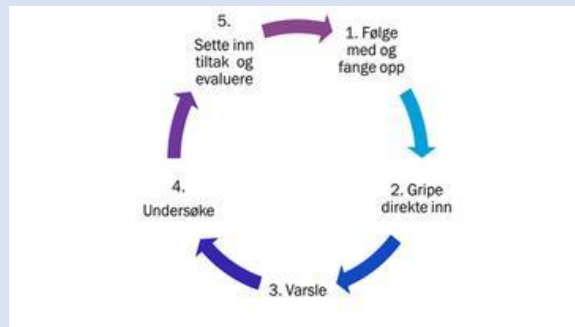 1. Følge
med og
fange opp
2. Gripe
direkte inn
3. Varsle
4.
Undersøke
5.
Sette inn
tiltak og
evaluere